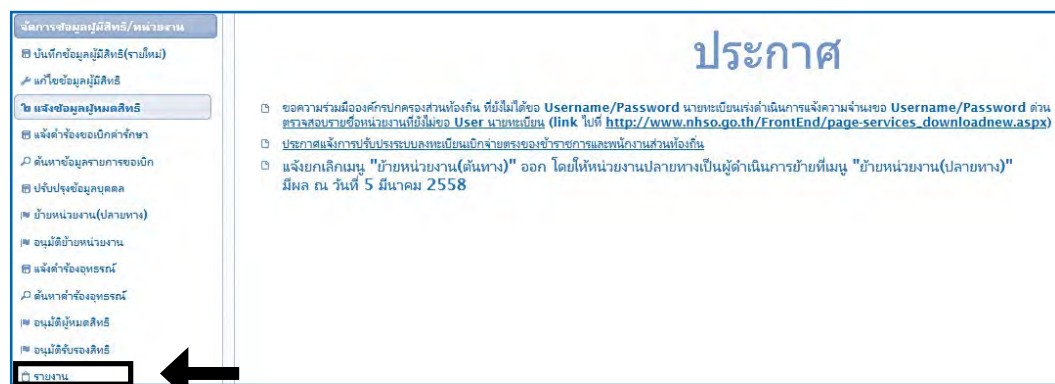 จัดการข้อมูลผู้มีสิทธิ/หน่วยงาน
บันทึกข้อมูลผู้มีสิทธิ(รายใหม่)
แก้ไขข้อมูลผู้มีสิทธิ
แจ้งข้อมูลผู้หมดสิทธิ
แจ้งคำร้องขอเบิกค่ารักษา
ค้นหาข้อมูลรายการขอเบิก
ปรับปรุงข้อมูลบุคคล
ย้ายหน่วยงาน(ปลายทาง)
อนุมัติย้ายหน่วยงาน
แจ้งคำร้องอุทธรณ์
ค้นหาคำร้องอุทธรณ์
อนุมัติผู้หมดสิทธิ
อนุมัติรับรองสิทธิ
รายงาน
ประกาศ
ขอความร่วมมือองค์กรปกครองส่วนท้องถิ่น ที่ยังไม่ได้ขอ Username/Password นายทะเบียนเร่งดำเนินการแจ้งความจำนงขอ Username/Password ด่วน
ตรวจสอบรายชื่อหน่วยงานที่ยังไม่ขอ User นายทะเบียน (link ไปที่ http://www.nhso.go.th/FrontEnd/page-services_downloadnew.aspx)
ประกาศแจ้งการปรับปรุงระบบลงทะเบียนเบิกจ่ายตรงของข้าราชการและพนักงานส่วนท้องถิ่น
แจ้งยกเลิกเมนู "ย้ายหน่วยงาน(ต้นทาง)" ออก โดยให้หน่วยงานปลายทางเป็นผู้ดำเนินการย้ายที่เมนู "ย้ายหน่วยงาน(ปลายทาง)"
มีผล ณ วันที่ 5 มีนาคม 2558